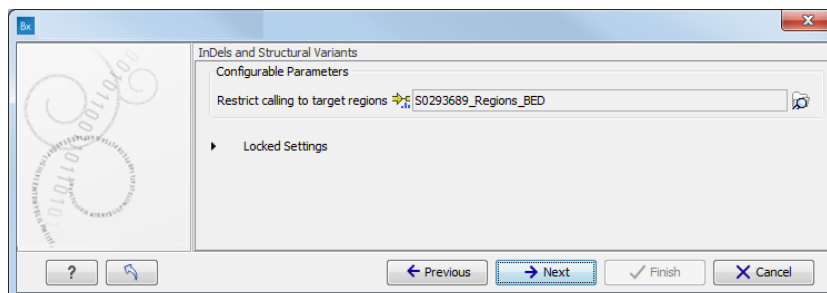 Bx
InDels and Structural Variants
Configurable Parameters
Restrict calling to target regions S0293689_Regions_BED
Locked Settings
? Previous Next Finish Cancel